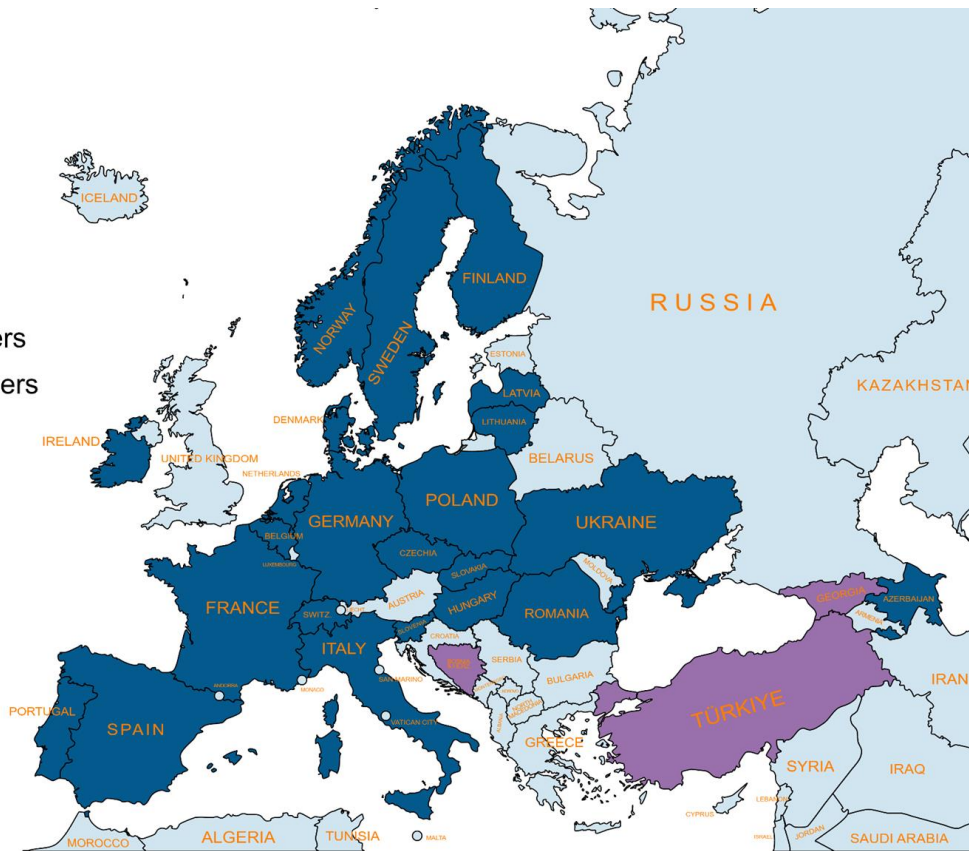 ICELAND
FINLAND
RUSSIA
NORWAY
SWEDEN
ers
ESTONIA
ers
KAZAKHSTAN
LATVIA
DENMARK
LITHUANIA
IRELAND
UNITED KINGDOM
BELARUS
NETHERLANDS
POLAND
GERMANY
UKRAINE
BELGIUM
CZECHIA
LUXEMBOURG
SLOVAKIA
MOLDOVA
AUSTRIA
HUNGARY
GEORGIA
AZERBAIJAN
FRANCE
SWITZ.
ROMANIA
ARMENIA
SLOVENIA
CROATIA
ITALY
SERBIA
BULGARIA
SAN MARINO
IRAN
ANDORRA
MONACO
PORTUGAL
SPAIN
VATICAN CITY
TÜRKIYE
GREECE
SYRIA
IRAQ
CYPRUS
LEBANON
MOROCCO
ALGERIA
TUNISIA
MALTA
JORDAN
SAUDI ARABIA